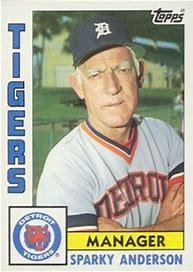 Topps
TIGERS
D
DETROIT
DETROIT
TIGERS
MANAGER
SPARKY ANDERSON